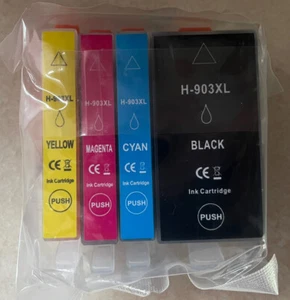 H-903XL
YELLOW
CE
Ink Cartridge
PUSH
H-903XL
MAGENTA
CE
Ink Cartridge
PUSH
H-903XL
CYAN
CE
Ink Cartridge
PUSH
H-903XL
BLACK
CE
Ink Cartridge
PUSH